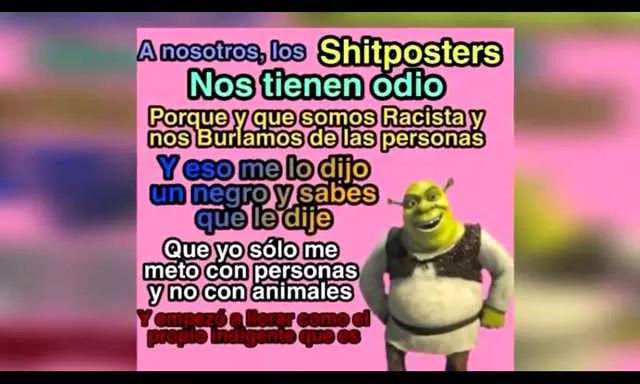 A nosotros, los Shitposters
Nos tienen odio
Porque y que somos Racista y
nos Burlamos de las personas
Y eso me lo dijo
un negro y sabes
que le dije
Que yo sólo me
meto con personas
y no con animales
Y empezó a llorar como el
propio indigente que es